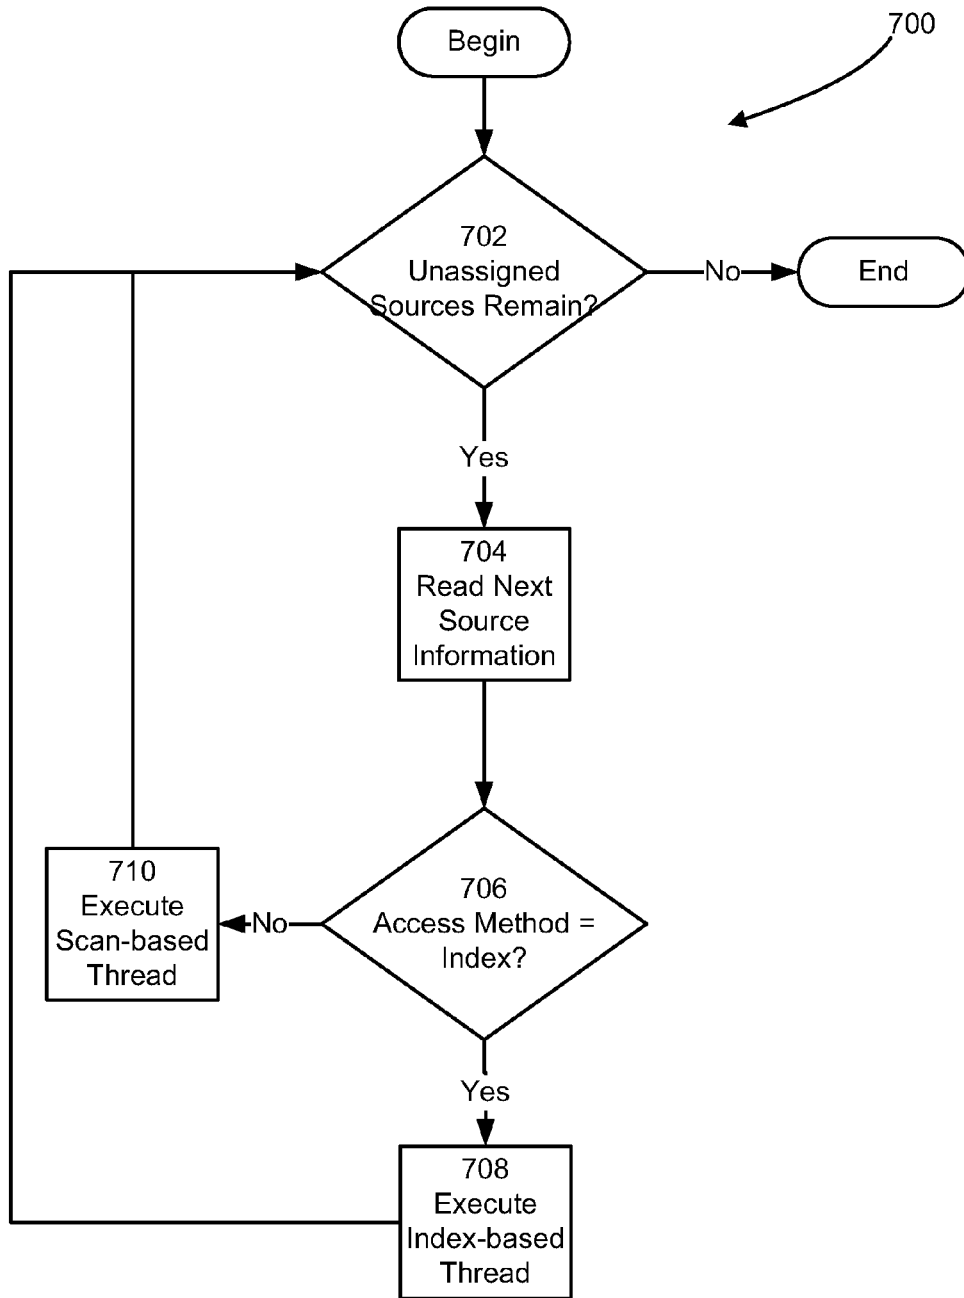 Begin
700
702
Unassigned
Sources Remain?
No
End
Yes
704
Read Next
Source
Information
706
Access Method =
Index?
No
710
Execute
Scan-based
Thread
Yes
708
Execute
Index-based
Thread